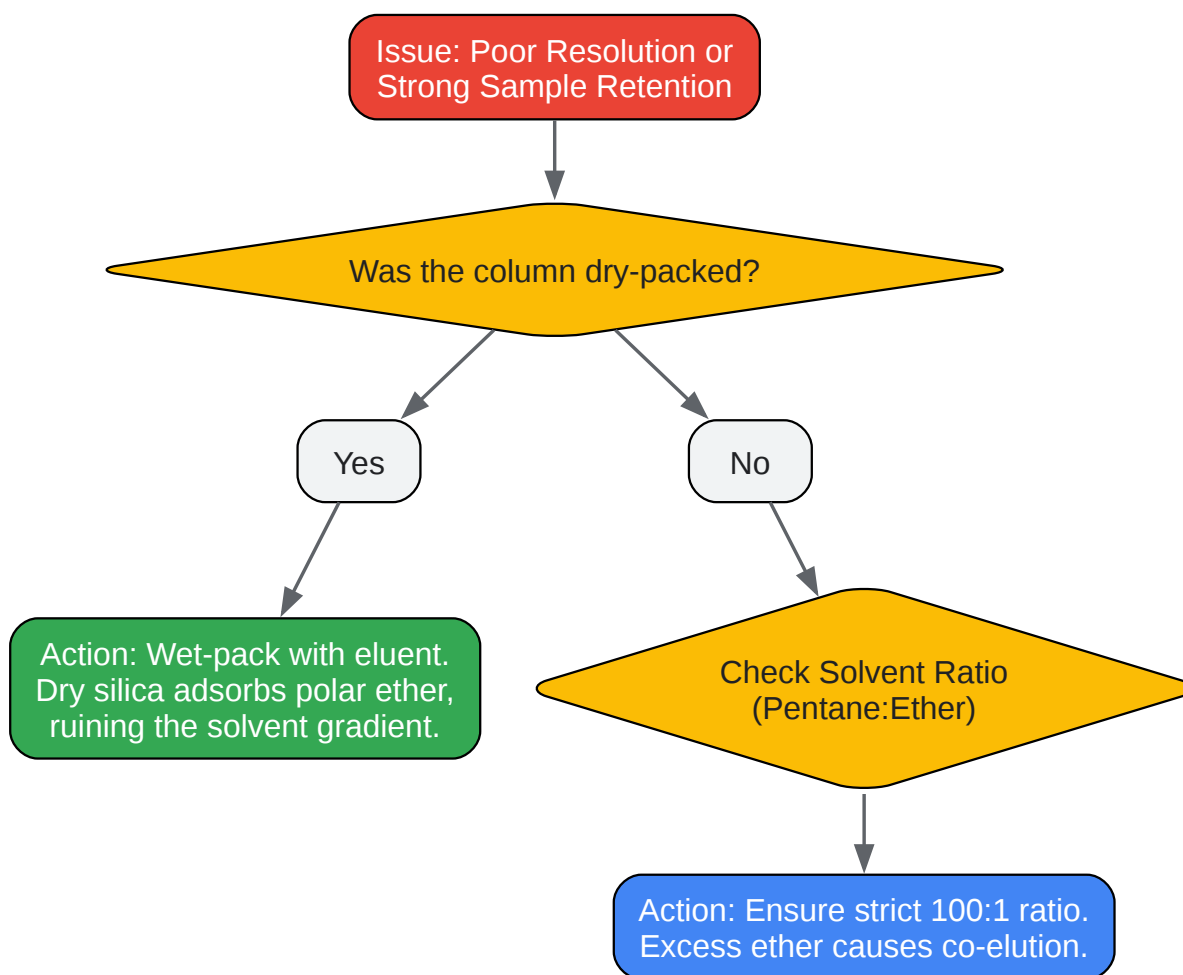 Issue: Poor Resolution or
Strong Sample Retention
Was the column dry-packed?
Yes
No
Action: Wet-pack with eluent.
Dry silica adsorbs polar ether,
ruining the solvent gradient.
Check Solvent Ratio
(Pentane:Ether)
Action: Ensure strict 100:1 ratio.
Excess ether causes co-elution.